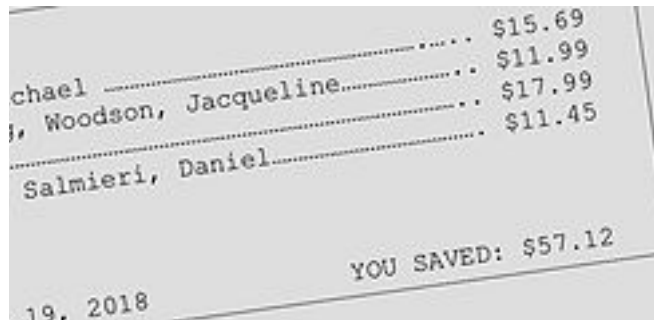 chael ........................ $15.69
g, Woodson, Jacqueline............ $11.99
........................ $17.99
Salmieri, Daniel................ $11.45
19, 2018 YOU SAVED: $57.12